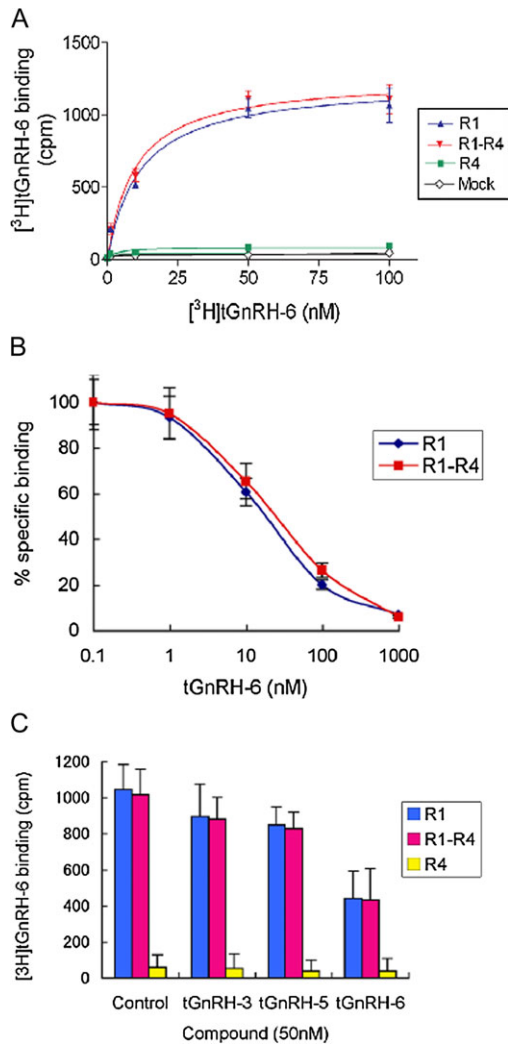 A
[³H]tGnRH-6 binding
(cpm)
1500
1000
500
0
0
25
50
75
100
[³H]tGnRH-6 (nM)
R1
R1-R4
R4
Mock
B
% specific binding
100
80
60
40
20
0
0.1
1
10
100
1000
tGnRH-6 (nM)
R1
R1-R4
C
[3H]tGnRH-6 binding (cpm)
1200
1000
800
600
400
200
0
Control
tGnRH-3
tGnRH-5
tGnRH-6
Compound (50nM)
R1
R1-R4
R4